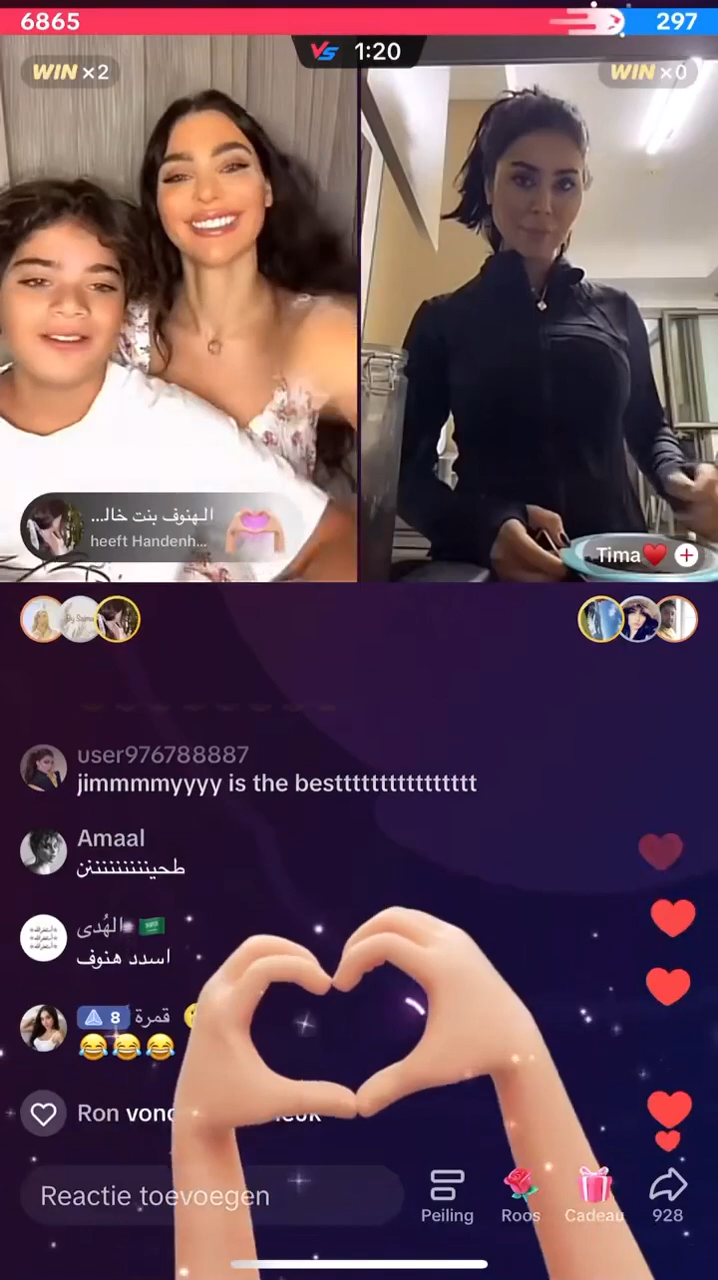 6865
297
VS 1:20
WIN ×2
WIN ×0
الهنوف بنت خال...
heeft Handenh...
Tima❤️
user976788887
jimmmmyyyy is the bestttttttttttttttt
Amaal
طحيننننننننن
الهُدى 🇸🇦
اسدد هنوف
8 قمرة
😂😂😂
Ron
Reactie toevoegen
Peiling
Roos
Cadeau
928